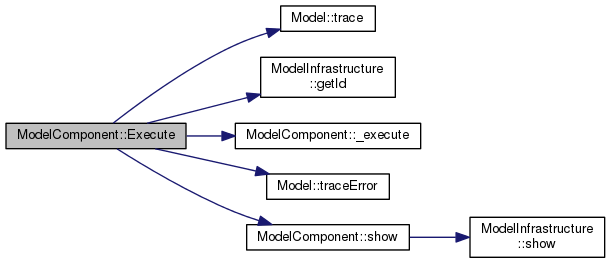 Model::trace
ModelInfrastructure
::getId
ModelComponent::Execute
ModelComponent::_execute
Model::traceError
ModelComponent::show
ModelInfrastructure
::show